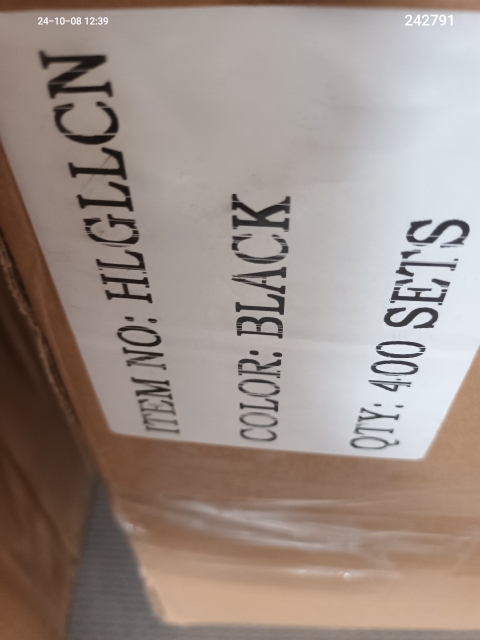 24-10-08 12:39
242791
ITEM NO: HLGLLCN
COLOR: BLACK
QTY: 400 SETS